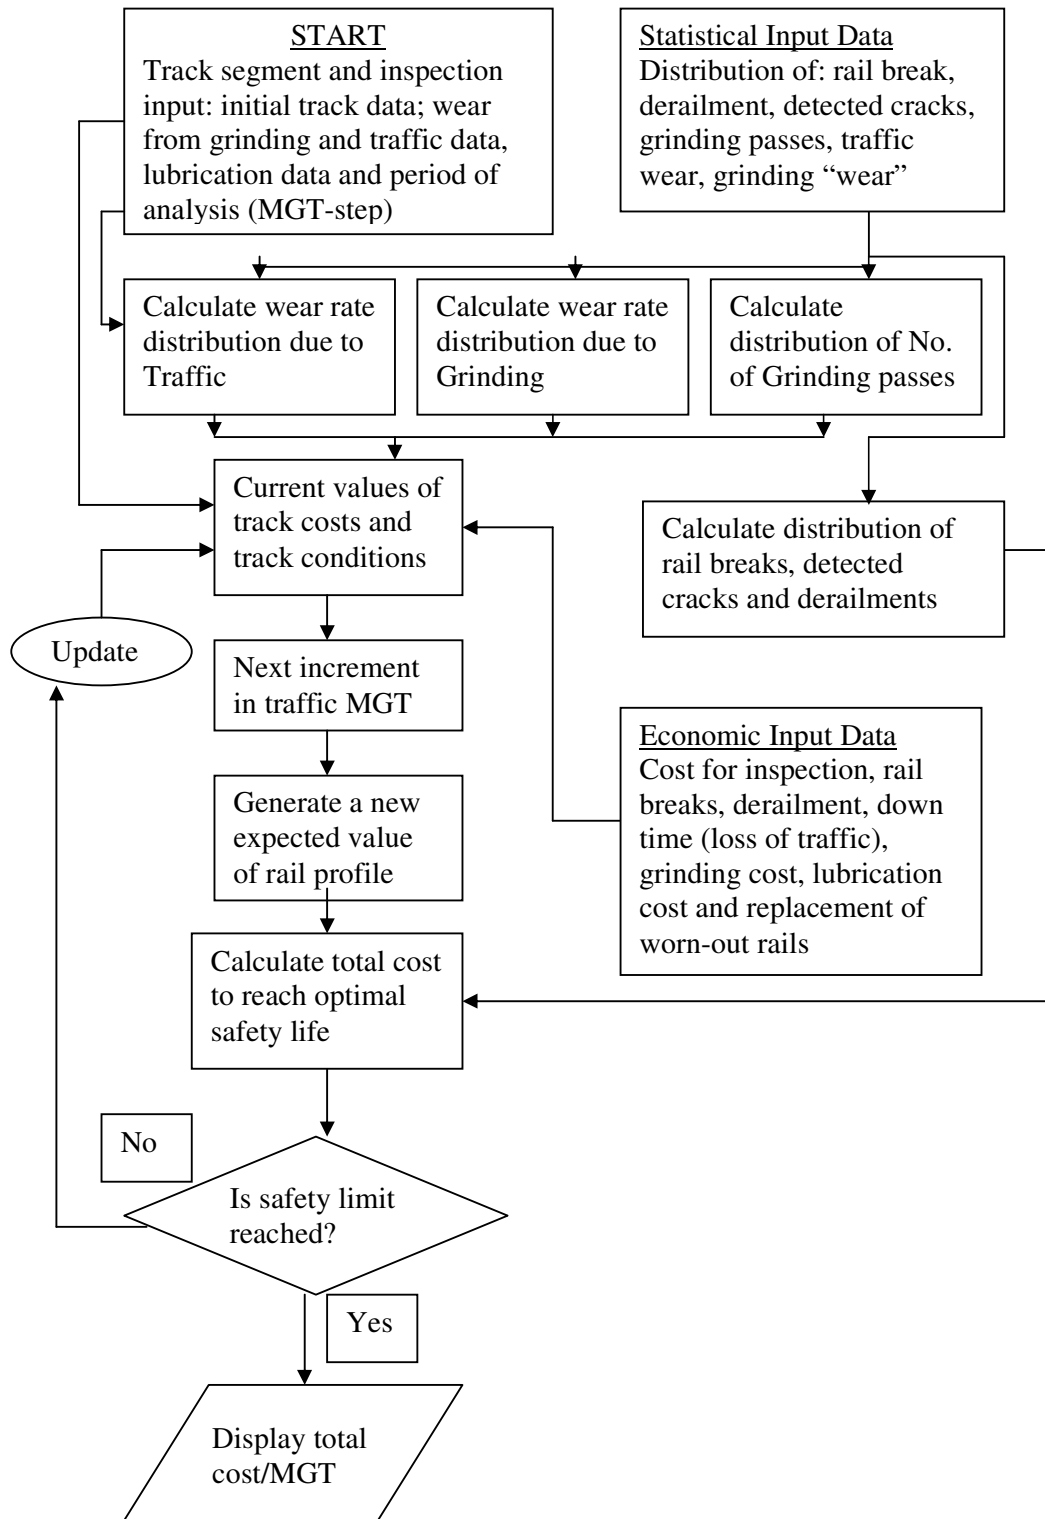 START
Track segment and inspection
input: initial track data; wear
from grinding and traffic data,
lubrication data and period of
analysis (MGT-step)
Statistical Input Data
Distribution of: rail break,
derailment, detected cracks,
grinding passes, traffic
wear, grinding “wear”
Calculate wear rate
distribution due to
Traffic
Calculate wear rate
distribution due to
Grinding
Calculate
distribution of No.
of Grinding passes
Current values of
track costs and
track conditions
Calculate distribution of
rail breaks, detected
cracks and derailments
Update
Next increment
in traffic MGT
Economic Input Data
Cost for inspection, rail
breaks, derailment, down
time (loss of traffic),
grinding cost, lubrication
cost and replacement of
worn-out rails
Generate a new
expected value
of rail profile
Calculate total cost
to reach optimal
safety life
No
Is safety limit
reached?
Yes
Display total
cost/MGT